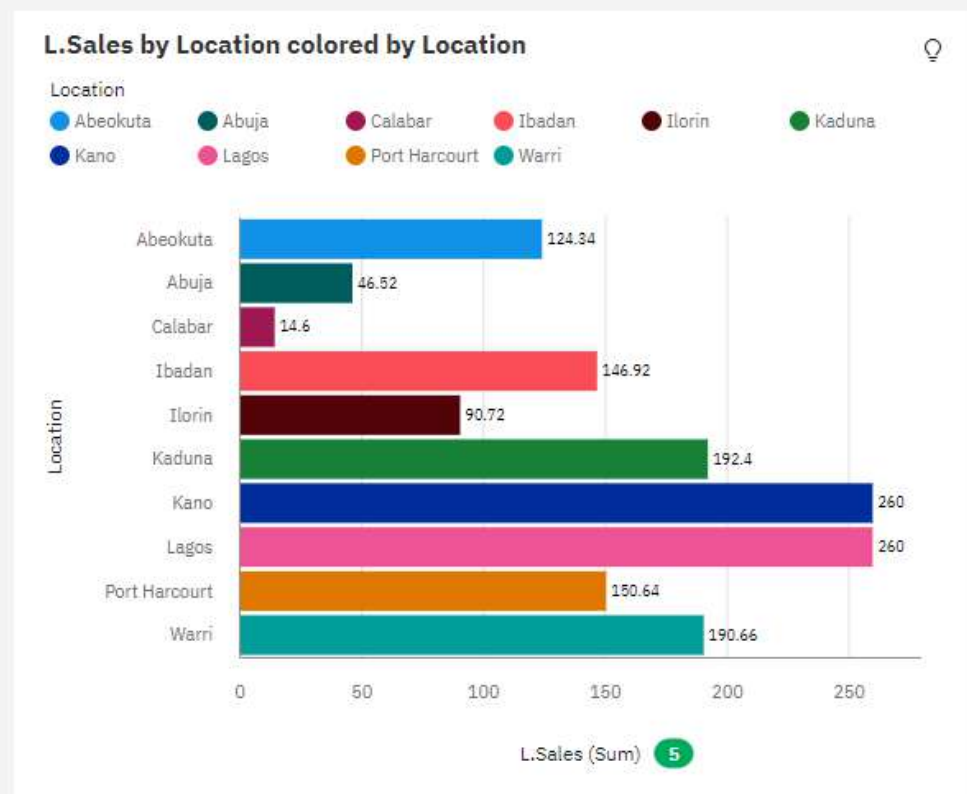 L.Sales by Location colored by Location
Location
Abeokuta Abuja Calabar Ibadan Ilorin Kaduna
Kano Lagos Port Harcourt Warri
Location
Abeokuta 124.34
Abuja 46.52
Calabar 14.6
Ibadan 146.92
Ilorin 90.72
Kaduna 192.4
Kano 260
Lagos 260
Port Harcourt 150.64
Warri 190.66
0 50 100 150 200 250
L.Sales (Sum) 5